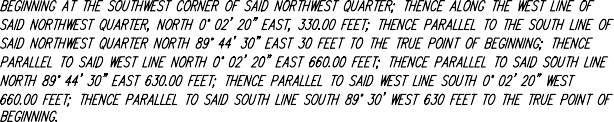 BEGINNING AT THE SOUTHWEST CORNER OF SAID NORTHWEST QUARTER; THENCE ALONG THE WEST LINE OF
SAID NORTHWEST QUARTER, NORTH 0° 02' 20" EAST, 330.00 FEET; THENCE PARALLEL TO THE SOUTH LINE OF
SAID NORTHWEST QUARTER NORTH 89° 44' 30" EAST 30 FEET TO THE TRUE POINT OF BEGINNING; THENCE
PARALLEL TO SAID WEST LINE NORTH 0° 02' 20" EAST 660.00 FEET; THENCE PARALLEL TO SAID SOUTH LINE
NORTH 89° 44' 30" EAST 630.00 FEET; THENCE PARALLEL TO SAID WEST LINE SOUTH 0° 02' 20" WEST
660.00 FEET; THENCE PARALLEL TO SAID SOUTH LINE SOUTH 89° 30' WEST 630 FEET TO THE TRUE POINT OF
BEGINNING.